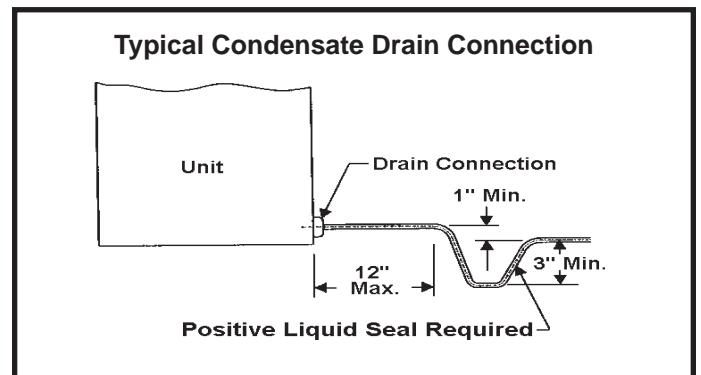 Typical Condensate Drain Connection
Unit
Drain Connection
1" Min.
12"
Max.
3" Min.
Positive Liquid Seal Required